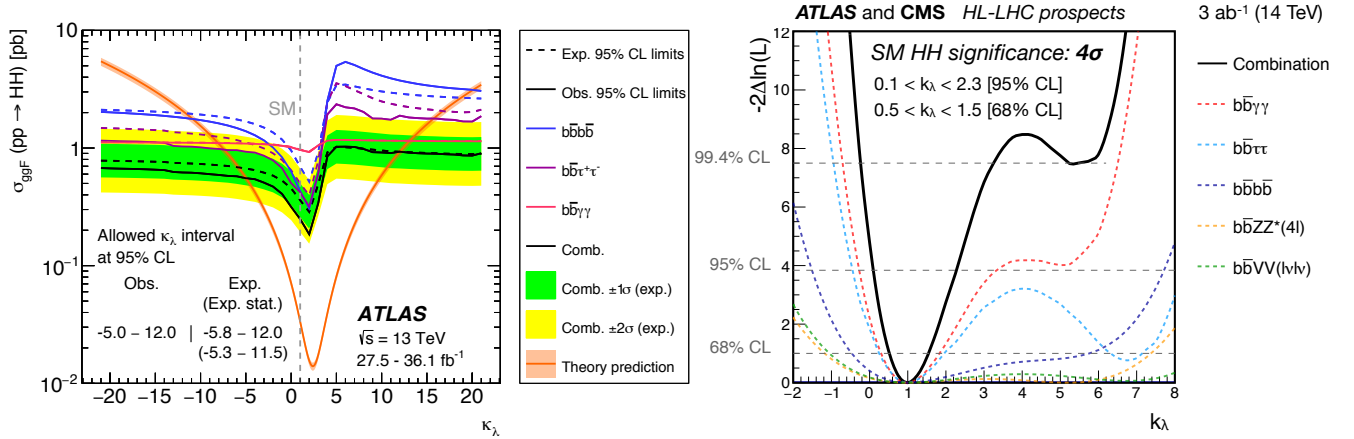 σggF (pp → HH) [pb]
10
1
10⁻¹
10⁻²
SM
Allowed κλ interval
at 95% CL
Obs. Exp.
(Exp. stat.)
-5.0 − 12.0 | -5.8 − 12.0
(-5.3 − 11.5)
ATLAS
√s = 13 TeV
27.5 - 36.1 fb⁻¹
−20 −15 −10 −5 0 5 10 15 20
κλ
Exp. 95% CL limits
Obs. 95% CL limits
bb̄bb̄
bb̄τ⁺τ⁻
bb̄γγ
Comb.
Comb. ±1σ (exp.)
Comb. ±2σ (exp.)
Theory prediction
ATLAS and CMS HL-LHC prospects
3 ab⁻¹ (14 TeV)
-2Δln(L)
12
10
8
6
4
2
0
SM HH significance: 4σ
0.1 < kλ < 2.3 [95% CL]
0.5 < kλ < 1.5 [68% CL]
99.4% CL
95% CL
68% CL
−2 −1 0 1 2 3 4 5 6 7 8
kλ
Combination
bb̄γγ
bb̄ττ
bb̄bb̄
bb̄ZZ*(4l)
bb̄VV(lνlν)